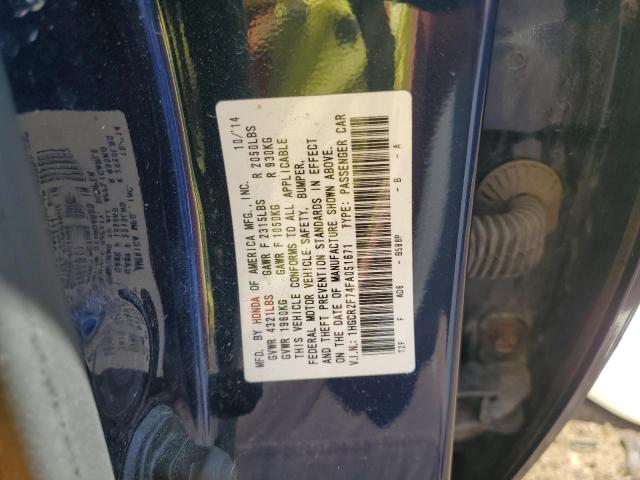 MFD. BY HONDA OF AMERICA MFG., INC. 10/14
GVWR 4321LBS GAWR F 2315LBS R 2050LBS
GVWR 1960KG GAWR F 1050KG R 930KG
THIS VEHICLE CONFORMS TO ALL APPLICABLE
FEDERAL MOTOR VEHICLE SAFETY, BUMPER,
AND THEFT PREVENTION STANDARDS IN EFFECT
ON THE DATE OF MANUFACTURE SHOWN ABOVE.
V.I.N.: 1HGCR2F74FA051671 TYPE: PASSENGER CAR
T2F F AD6 - B588P - B - A